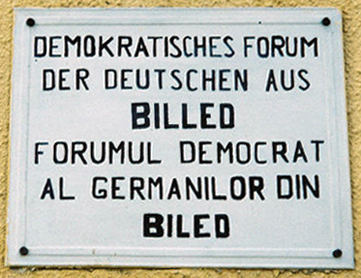 DEMOKRATISCHES FORUM
DER DEUTSCHEN AUS
BILLED
FORUMUL DEMOCRAT
AL GERMANILOR DIN
BILED